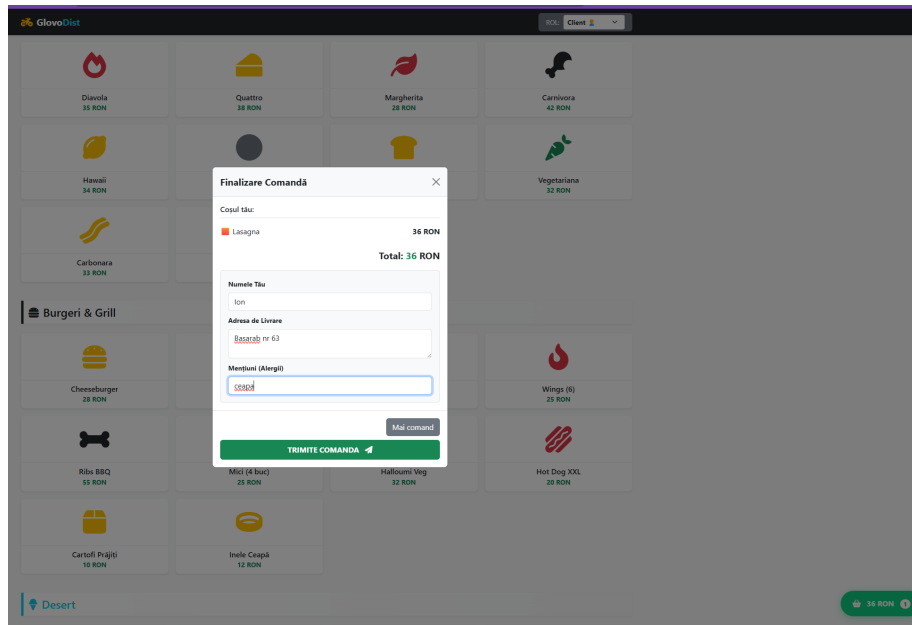 GlovoDist
ROL: Client
Diavola
35 RON
Quattro
38 RON
Margherita
28 RON
Carnivora
42 RON
Hawaii
34 RON
Vegetariana
32 RON
Carbonara
33 RON
Finalizare Comandă
Coșul tău:
Lasagna 36 RON
Total: 36 RON
Numele Tău
Ion
Adresa de Livrare
Basarab nr 63
Mențiuni (Alergii)
ceapa
Mai comand
TRIMITE COMANDA
Burgeri & Grill
Cheeseburger
28 RON
Wings (6)
25 RON
Ribs BBQ
55 RON
Mici (4 buc)
25 RON
Halloumi Veg
32 RON
Hot Dog XXL
20 RON
Cartofi Prăjiți
10 RON
Inele Ceapă
12 RON
Desert
36 RON 1